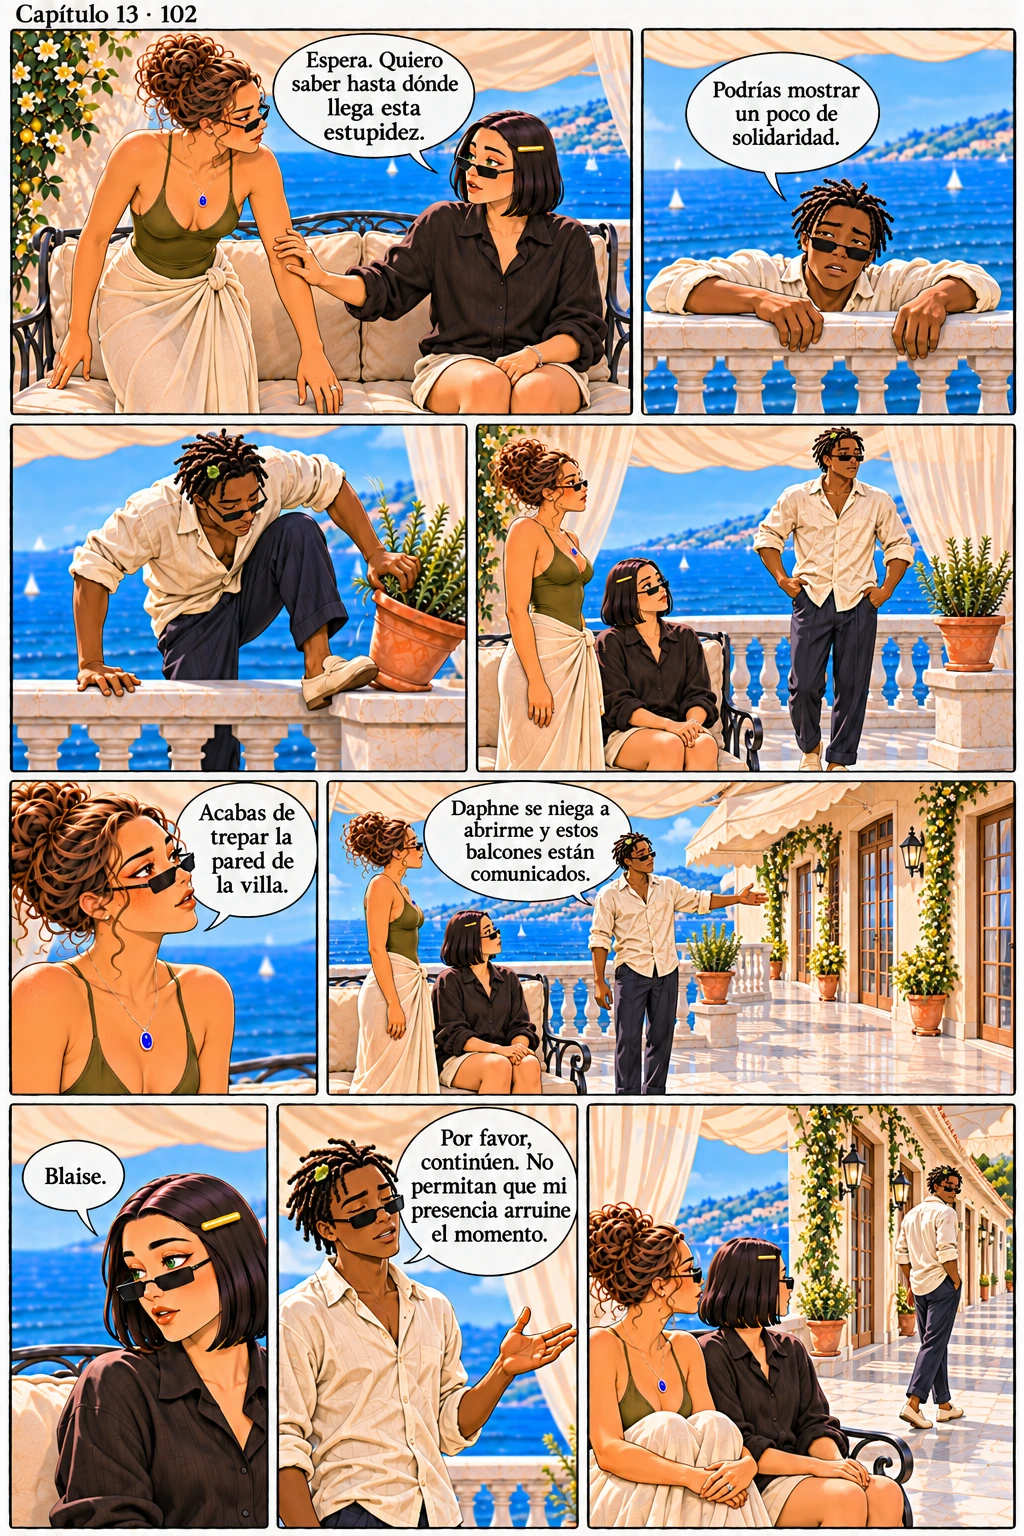 Capítulo 13 · 102
Espera. Quiero
saber hasta dónde
llega esta
estupidez.
Podrías mostrar
un poco de
solidaridad.
Acabas de
trepar la
pared de
la villa.
Daphne se niega a
abrirme y estos
balcones están
comunicados.
Blaise.
Por favor,
continúen. No
permitan que mi
presencia arruine
el momento.